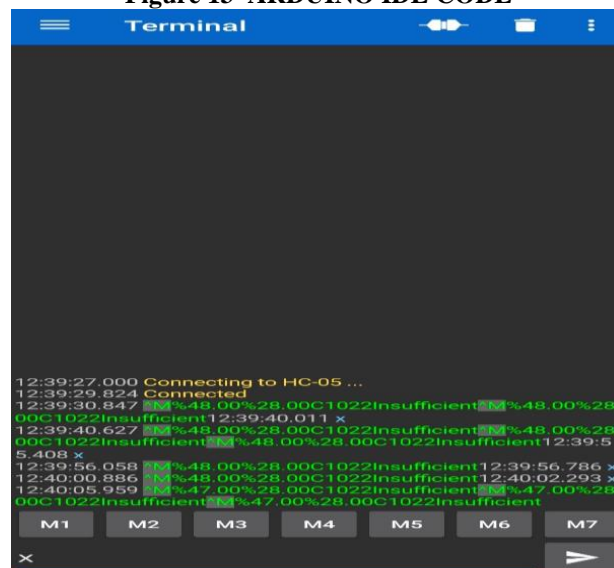 Figure 13 ARDUINO IDE CODE
Terminal
12:39:27.000 Connecting to HC-05 ...
12:39:29.824 Connected
12:39:30.847 ^M%48.00%28.00C1022Insufficient^M%48.00%28.
00C1022Insufficient12:39:40.011 x
12:39:40.627 ^M%48.00%28.00C1022Insufficient^M%48.00%28.
00C1022Insufficient^M%48.00%28.00C1022Insufficient12:39:5
5.408 x
12:39:56.058 ^M%48.00%28.00C1022Insufficient12:39:56.786 x
12:40:00.886 ^M%48.00%28.00C1022Insufficient12:40:02.293 x
12:40:05.959 ^M%47.00%28.00C1022Insufficient^M%47.00%28.
00C1022Insufficient^M%47.00%28.00C1022Insufficient
M1 M2 M3 M4 M5 M6 M7